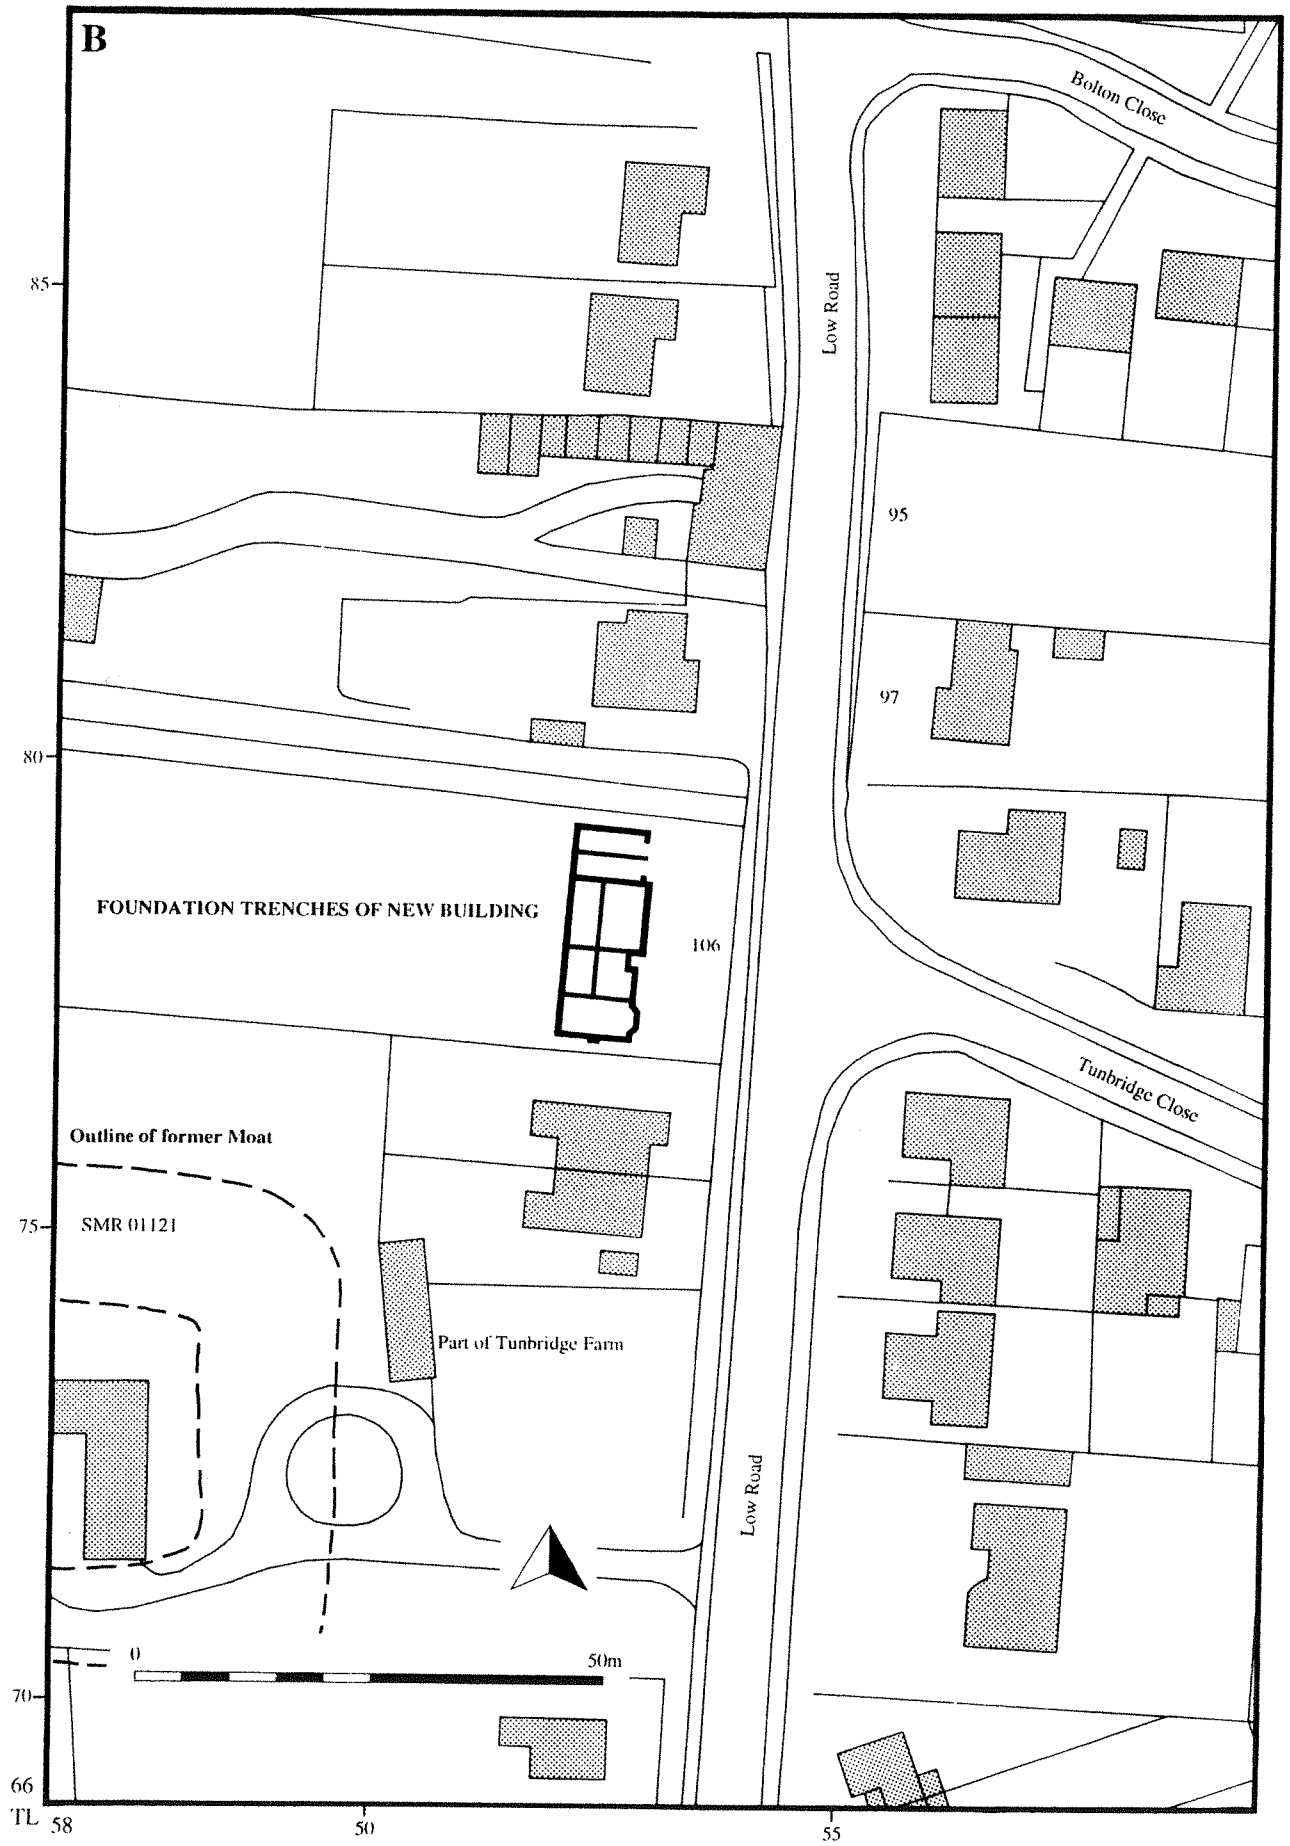 B
Bolton Close
85
Low Road
95
97
80
FOUNDATION TRENCHES OF NEW BUILDING
106
Tunbridge Close
Outline of former Moat
75
SMR 01121
Part of Tunbridge Farm
Low Road
0
50m
70
66
TL
58
50
55